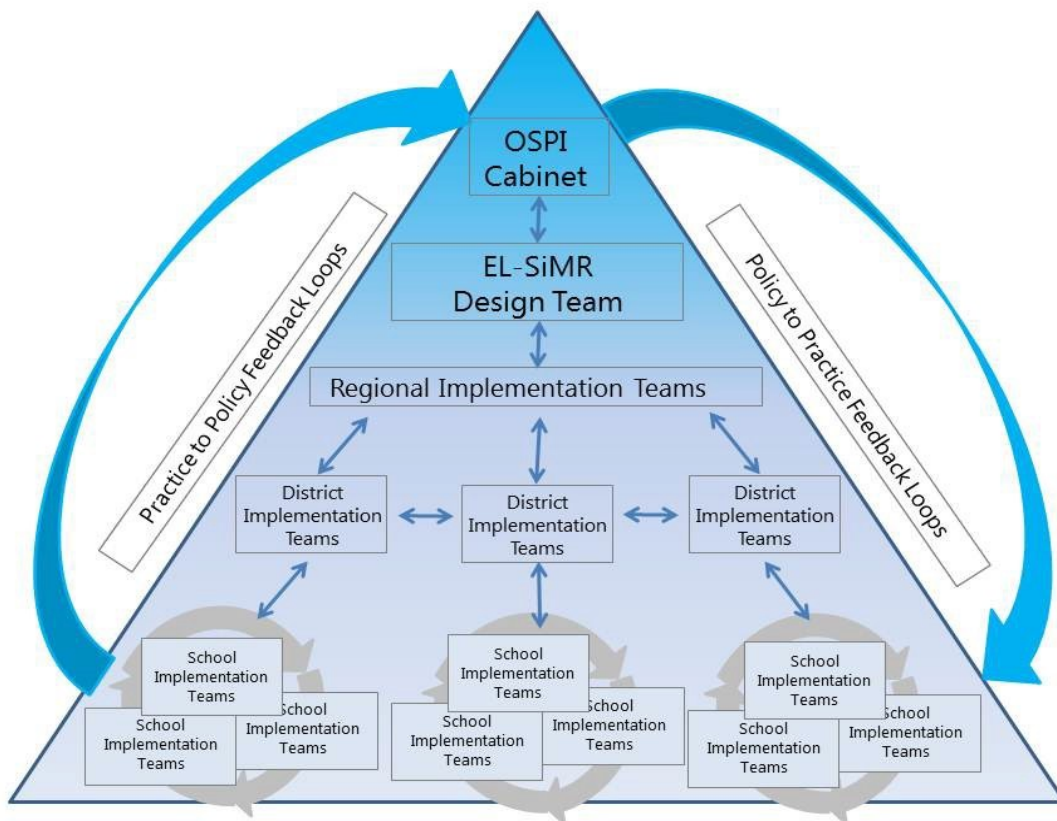 OSPI
Cabinet
EL-SiMR
Design Team
Practice to Policy Feedback Loops
Policy to Practice Feedback Loops
Regional Implementation Teams
District
Implementation
Teams
District
Implementation
Teams
District
Implementation
Teams
School
Implementation
Teams
School
Implementation
Teams
School
Implementation
Teams
School
Implementation
Teams
School
Implementation
Teams
School
Implementation
Teams
School
Implementation
Teams
School
Implementation
Teams
School
Implementation
Teams